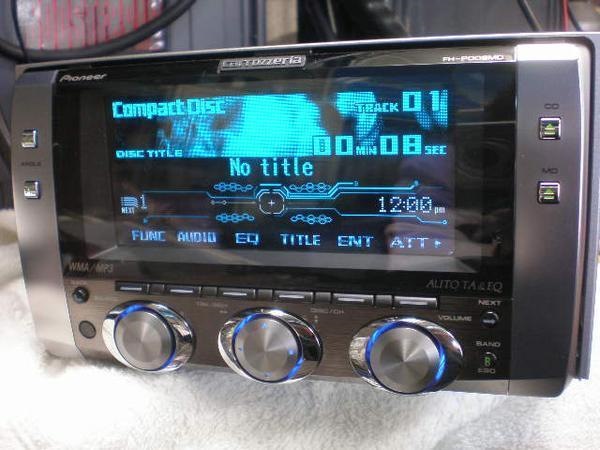 Pioneer
carrozzeria
FH-P009MD
Compact Disc
TRACK 01
DISC TITLE
00 MIN 08 SEC
No title
NEXT 1
12:00 pm
FUNC AUDIO EQ TITLE ENT ATT
ANGLE
CD
MD
WMA/MP3
AUTO TA & EQ
DISC/CH
NEXT
VOLUME
BAND
ESC